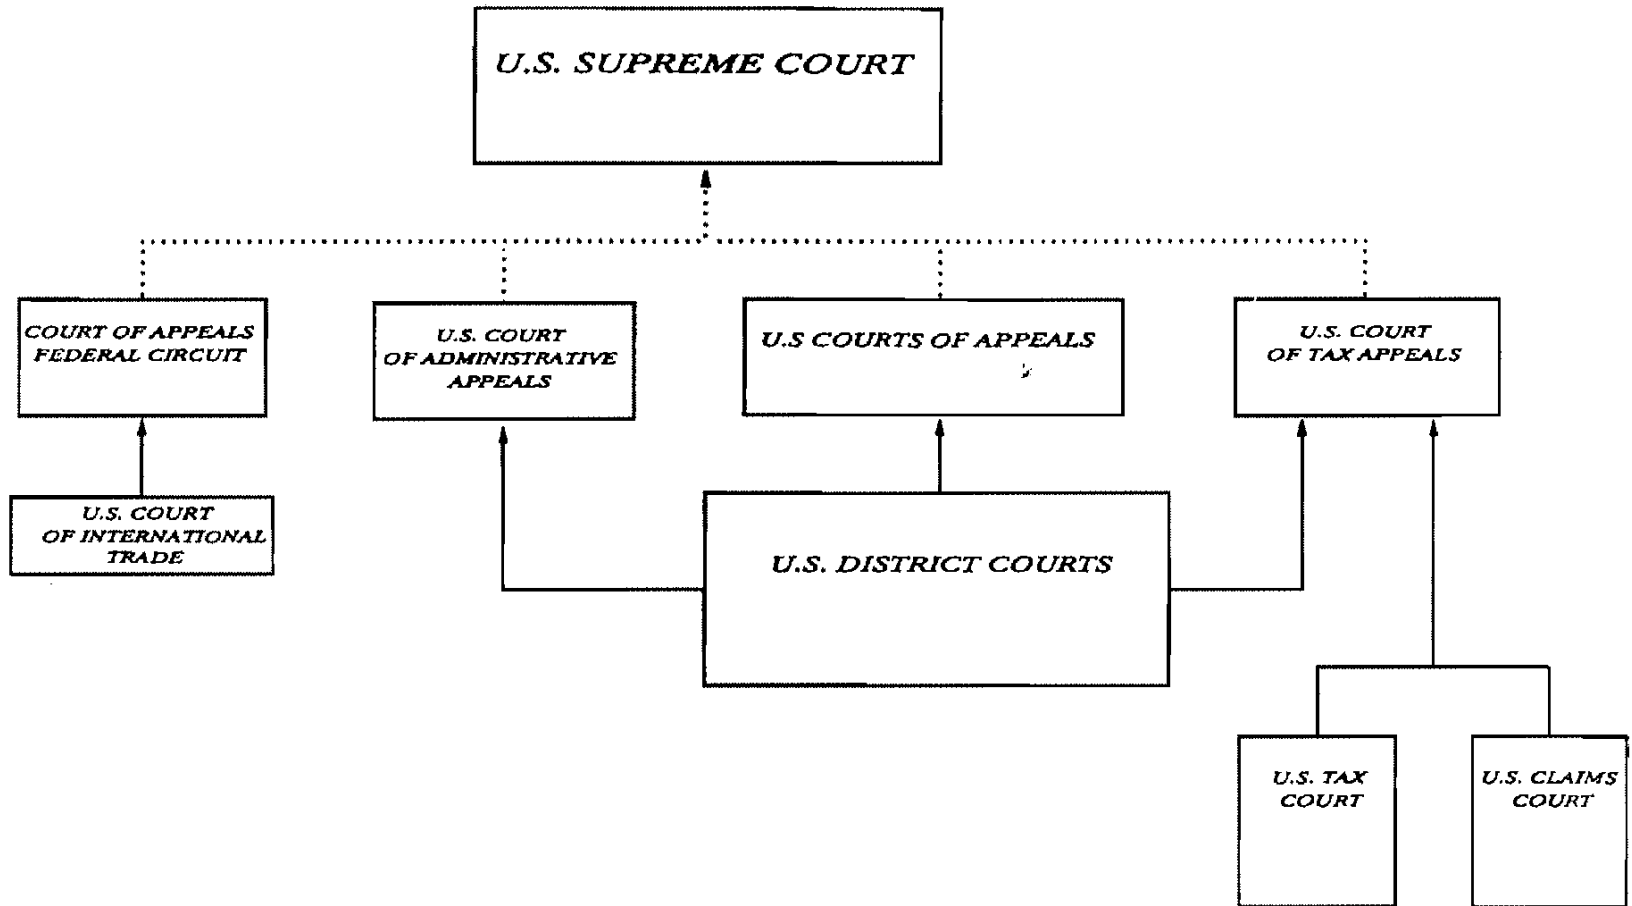 U.S. SUPREME COURT
COURT OF APPEALS
FEDERAL CIRCUIT
U.S. COURT
OF ADMINISTRATIVE
APPEALS
U.S COURTS OF APPEALS
U.S. COURT
OF TAX APPEALS
U.S. COURT
OF INTERNATIONAL
TRADE
U.S. DISTRICT COURTS
U.S. TAX
COURT
U.S. CLAIMS
COURT